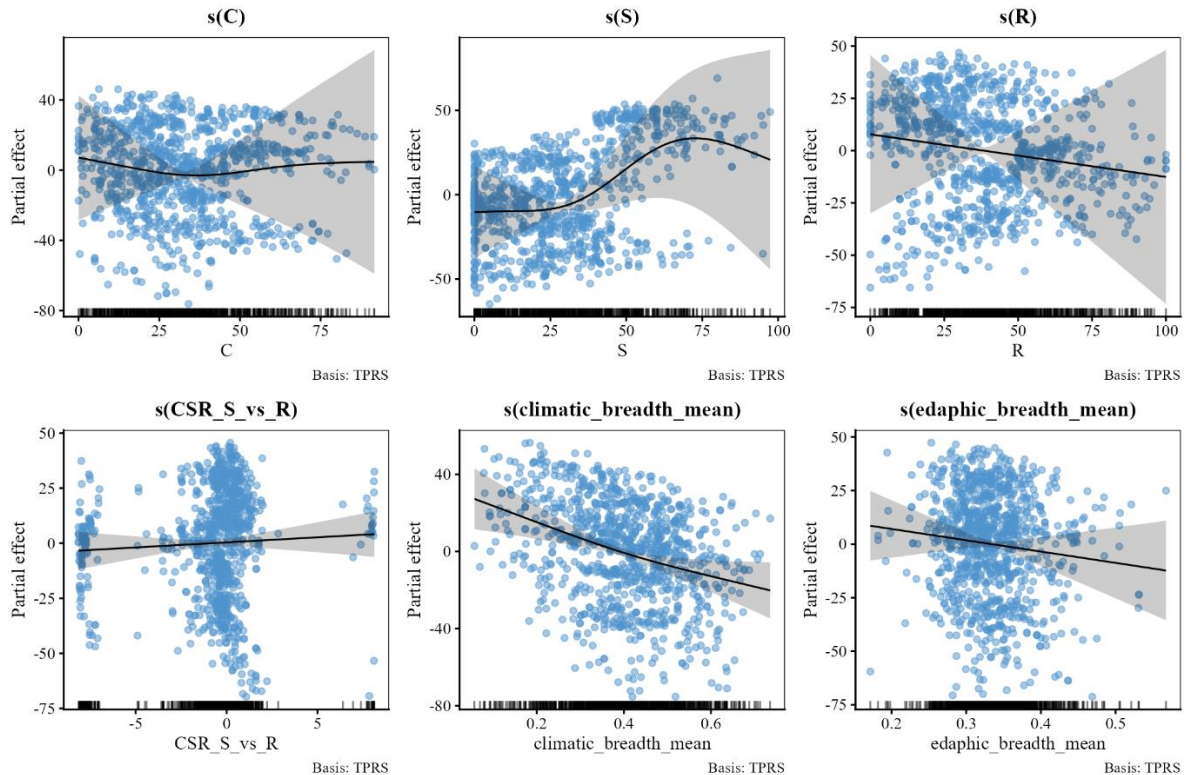 s(C)
Partial effect
40
0
-40
-80
0
25
50
75
C
Basis: TPRS
s(S)
Partial effect
50
0
-50
0
25
50
75
100
S
Basis: TPRS
s(R)
Partial effect
50
25
0
-25
-50
-75
0
25
50
75
100
R
Basis: TPRS
s(CSR_S_vs_R)
Partial effect
50
25
0
-25
-50
-75
-5
0
5
CSR_S_vs_R
Basis: TPRS
s(climatic_breadth_mean)
Partial effect
40
0
-40
-80
0.2
0.4
0.6
climatic_breadth_mean
Basis: TPRS
s(edaphic_breadth_mean)
Partial effect
50
25
0
-25
-50
-75
0.2
0.3
0.4
0.5
edaphic_breadth_mean
Basis: TPRS